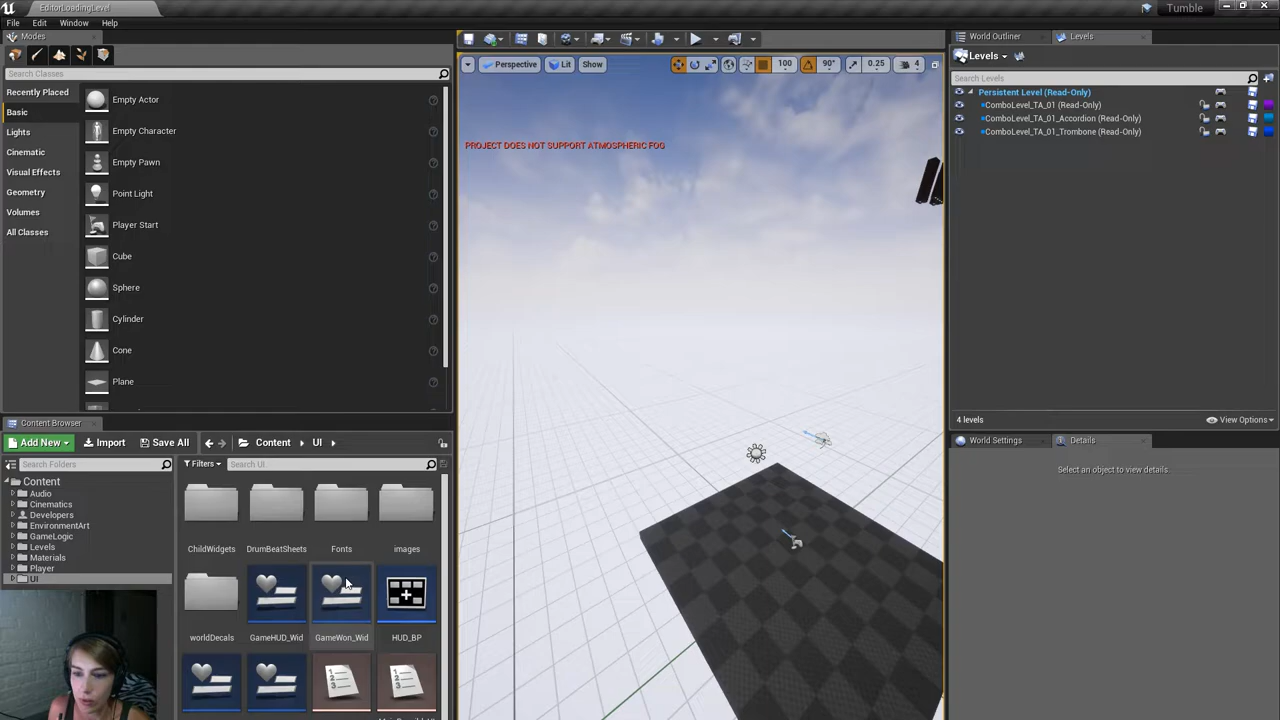 EditorLoadingLevel
Tumble
File Edit Window Help
Modes
Search Classes
Recently Placed
Basic
Lights
Cinematic
Visual Effects
Geometry
Volumes
All Classes
Empty Actor
Empty Character
Empty Pawn
Point Light
Player Start
Cube
Sphere
Cylinder
Cone
Plane
Perspective Lit Show 100 90° 0.25 4
PROJECT DOES NOT SUPPORT ATMOSPHERIC FOG
World Outliner Levels
Levels
Search Levels
Persistent Level (Read-Only)
ComboLevel_TA_01 (Read-Only)
ComboLevel_TA_01_Accordion (Read-Only)
ComboLevel_TA_01_Trombone (Read-Only)
4 levels View Options
World Settings Details
Select an object to view details.
Content Browser
Add New Import Save All Content UI
Search Folders
Filters Search UI
Content
Audio
Cinematics
Developers
EnvironmentArt
GameLogic
Levels
Materials
Player
UI
ChildWidgets DrumBeatSheets Fonts images
worldDecals GameHUD_Wid GameWon_Wid HUD_BP